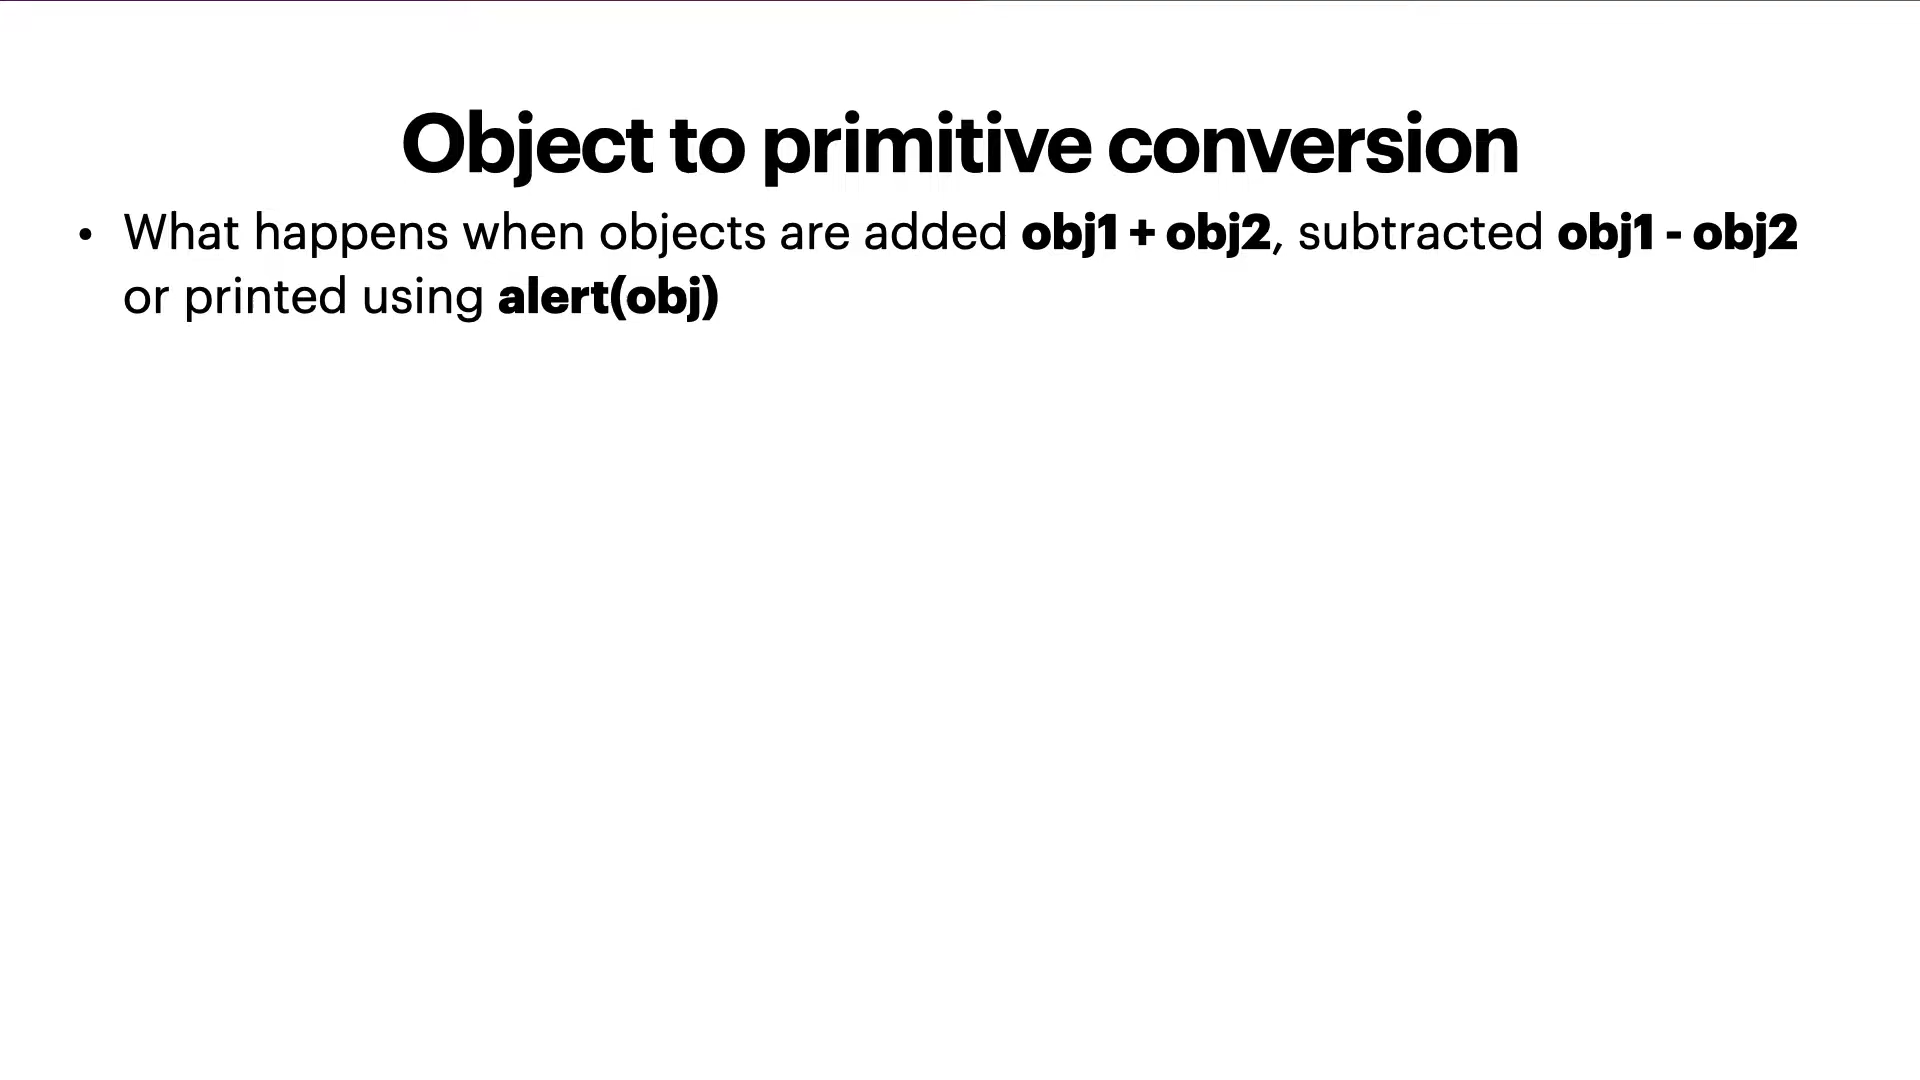 Object to primitive conversion
• What happens when objects are added obj1 + obj2, subtracted obj1 - obj2
or printed using alert(obj)